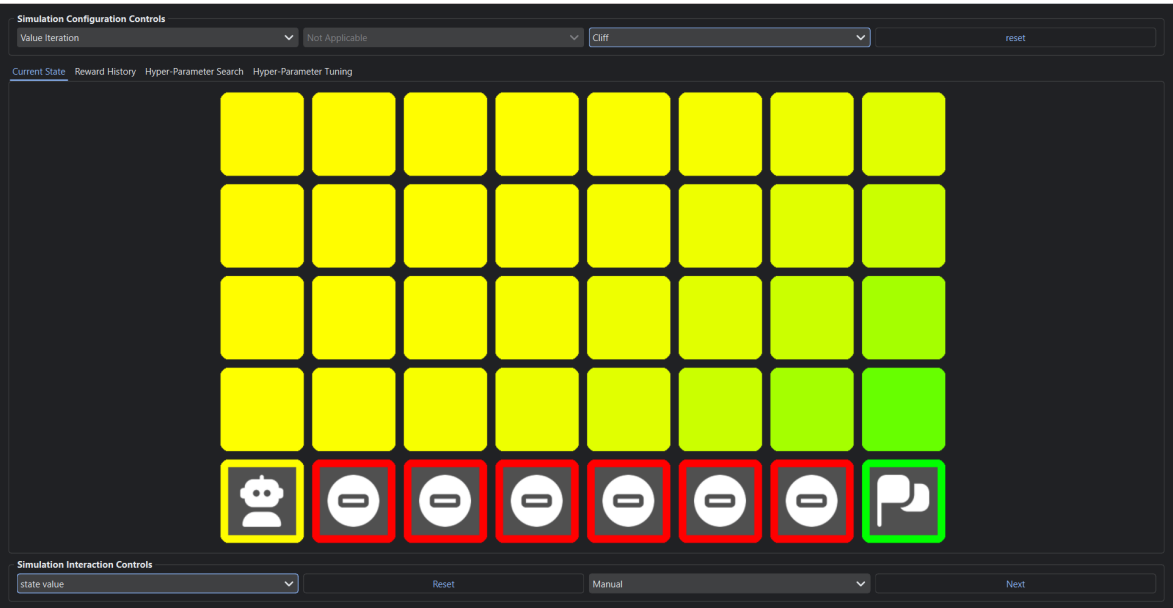 Simulation Configuration Controls
Value Iteration Not Applicable Cliff reset
Current State Reward History Hyper-Parameter Search Hyper-Parameter Tuning
Simulation Interaction Controls
state value Reset Manual Next